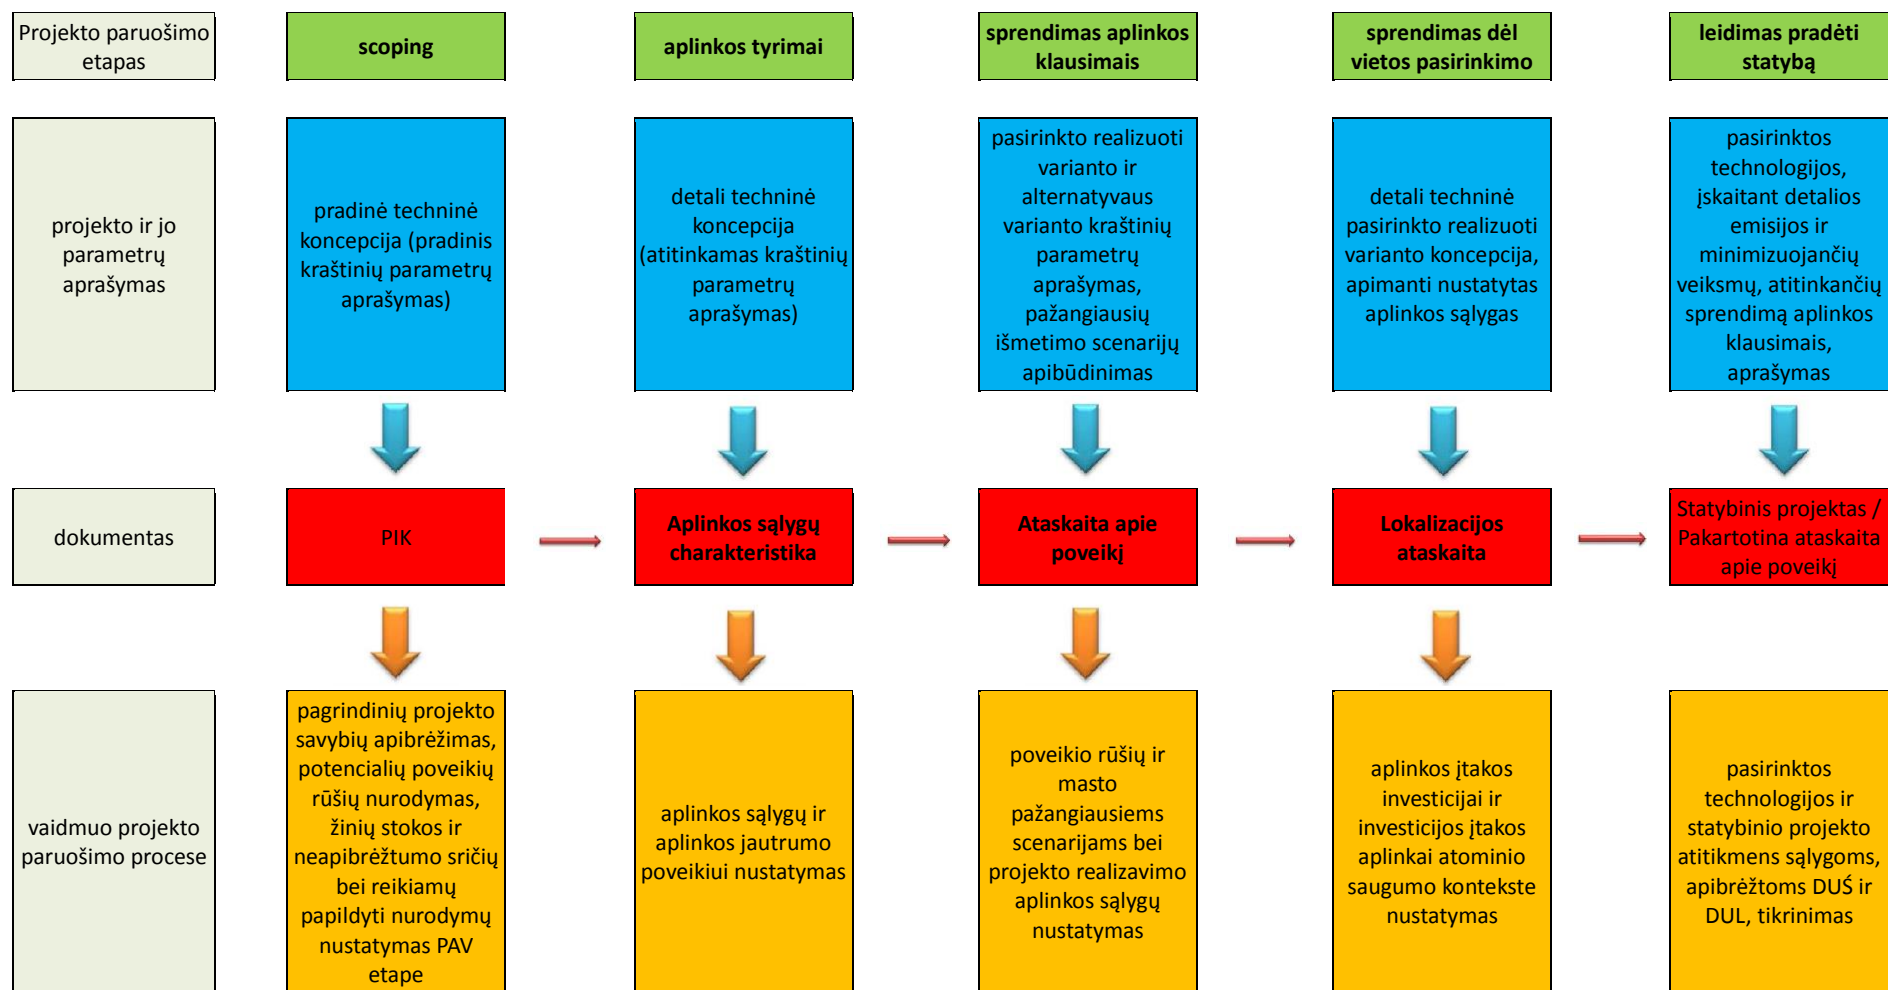 Projekto paruošimo
etapas
scoping
aplinkos tyrimai
sprendimas aplinkos
klausimais
sprendimas dėl
vietos pasirinkimo
leidimas pradėti
statybą
projekto ir jo
parametrų
aprašymas
pradinė techninė
koncepcija (pradinis
kraštinių parametrų
aprašymas)
detali techninė
koncepcija
(atitinkamas kraštinių
parametrų
aprašymas)
pasirinkto realizuoti
varianto ir
alternatyvaus
varianto kraštinių
parametrų
aprašymas,
pažangiausių
išmetimo scenarijų
apibūdinimas
detali techninė
pasirinkto realizuoti
varianto koncepcija,
apimanti nustatytas
aplinkos sąlygas
pasirinktos
technologijos,
įskaitant detalios
emisijos ir
minimizuojančių
veiksmų, atitinkančių
sprendimą aplinkos
klausimais,
aprašymas
dokumentas
PIK
Aplinkos sąlygų
charakteristika
Ataskaita apie
poveikį
Lokalizacijos
ataskaita
Statybinis projektas /
Pakartotina ataskaita
apie poveikį
vaidmuo projekto
paruošimo procese
pagrindinių projekto
savybių apibrėžimas,
potencialių poveikių
rūšių nurodymas,
žinių stokos ir
neapibrėžtumo sričių
bei reikiamų
papildyti nurodymų
nustatymas PAV
etape
aplinkos sąlygų ir
aplinkos jautrumo
poveikiui nustatymas
poveikio rūšių ir
masto
pažangiausiems
scenarijams bei
projekto realizavimo
aplinkos sąlygų
nustatymas
aplinkos įtakos
investicijai ir
investicijos įtakos
aplinkai atominio
saugumo kontekste
nustatymas
pasirinktos
technologijos ir
statybinio projekto
atitikmens sąlygoms,
apibrėžtoms DUŚ ir
DUL, tikrinimas